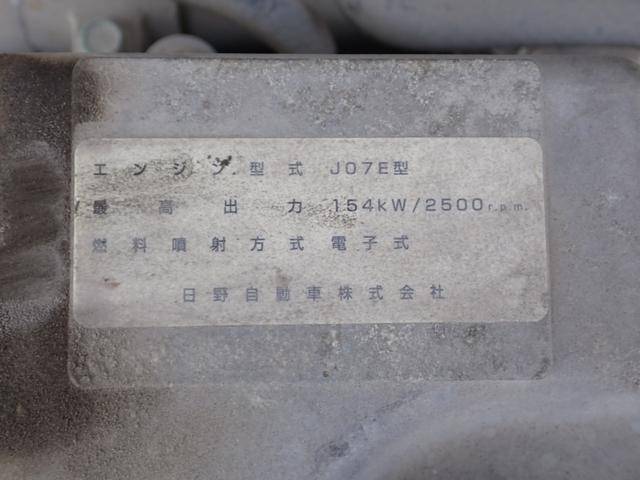 エンジン型式 J07E型
最高出力 154kW/2500r.p.m.
燃料噴射方式 電子式
日野自動車株式会社